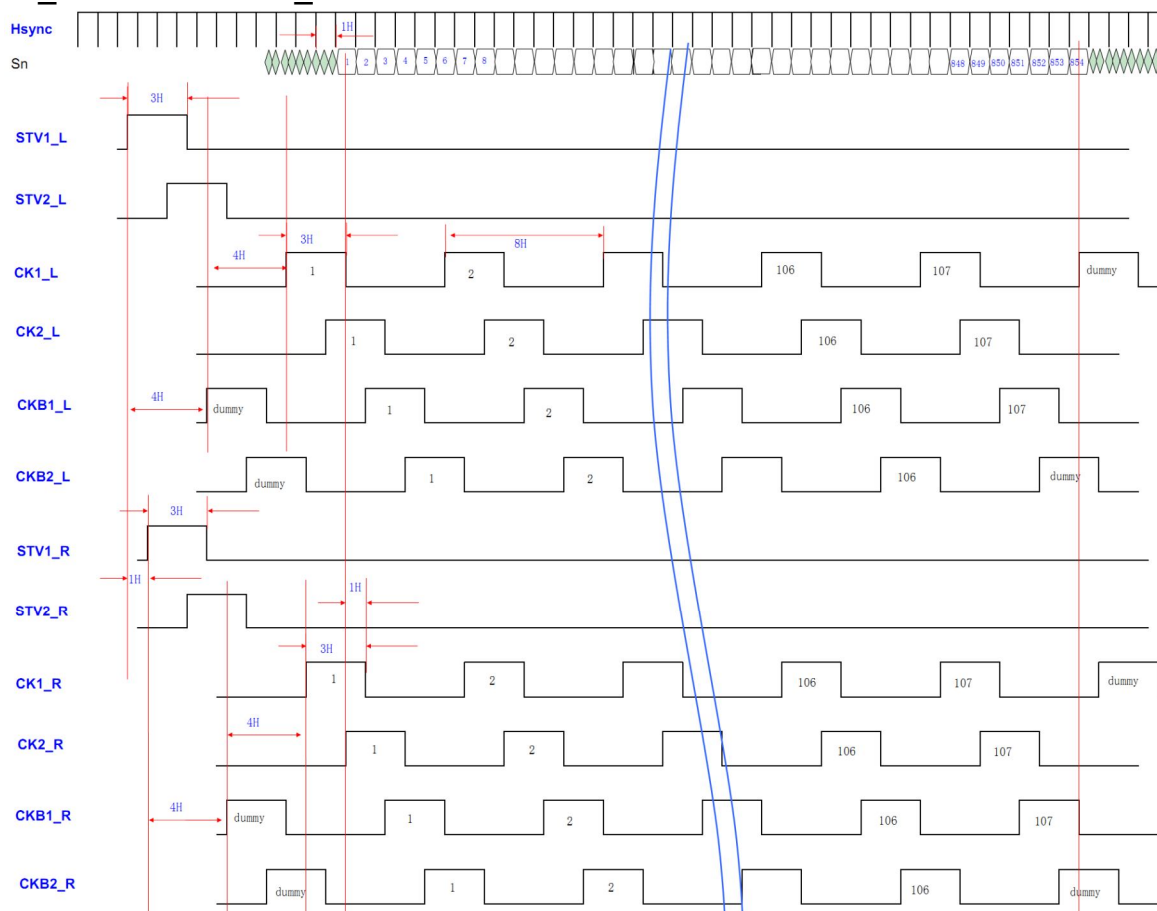 1H
Hsync
Sn 1 2 3 4 5 6 7 8 848 849 850 851 852 853 854
3H
STV1_L
STV2_L
3H 8H
4H
CK1_L 1 2 106 107 dummy
CK2_L 1 2 106 107
4H
CKB1_L dummy 1 2 106 107
CKB2_L dummy 1 2 106 dummy
3H
STV1_R
1H 1H
STV2_R
3H
CK1_R 1 2 106 107 dummy
4H
CK2_R 1 2 106 107
4H
CKB1_R dummy 1 2 106 107
CKB2_R dummy 1 2 106 dummy